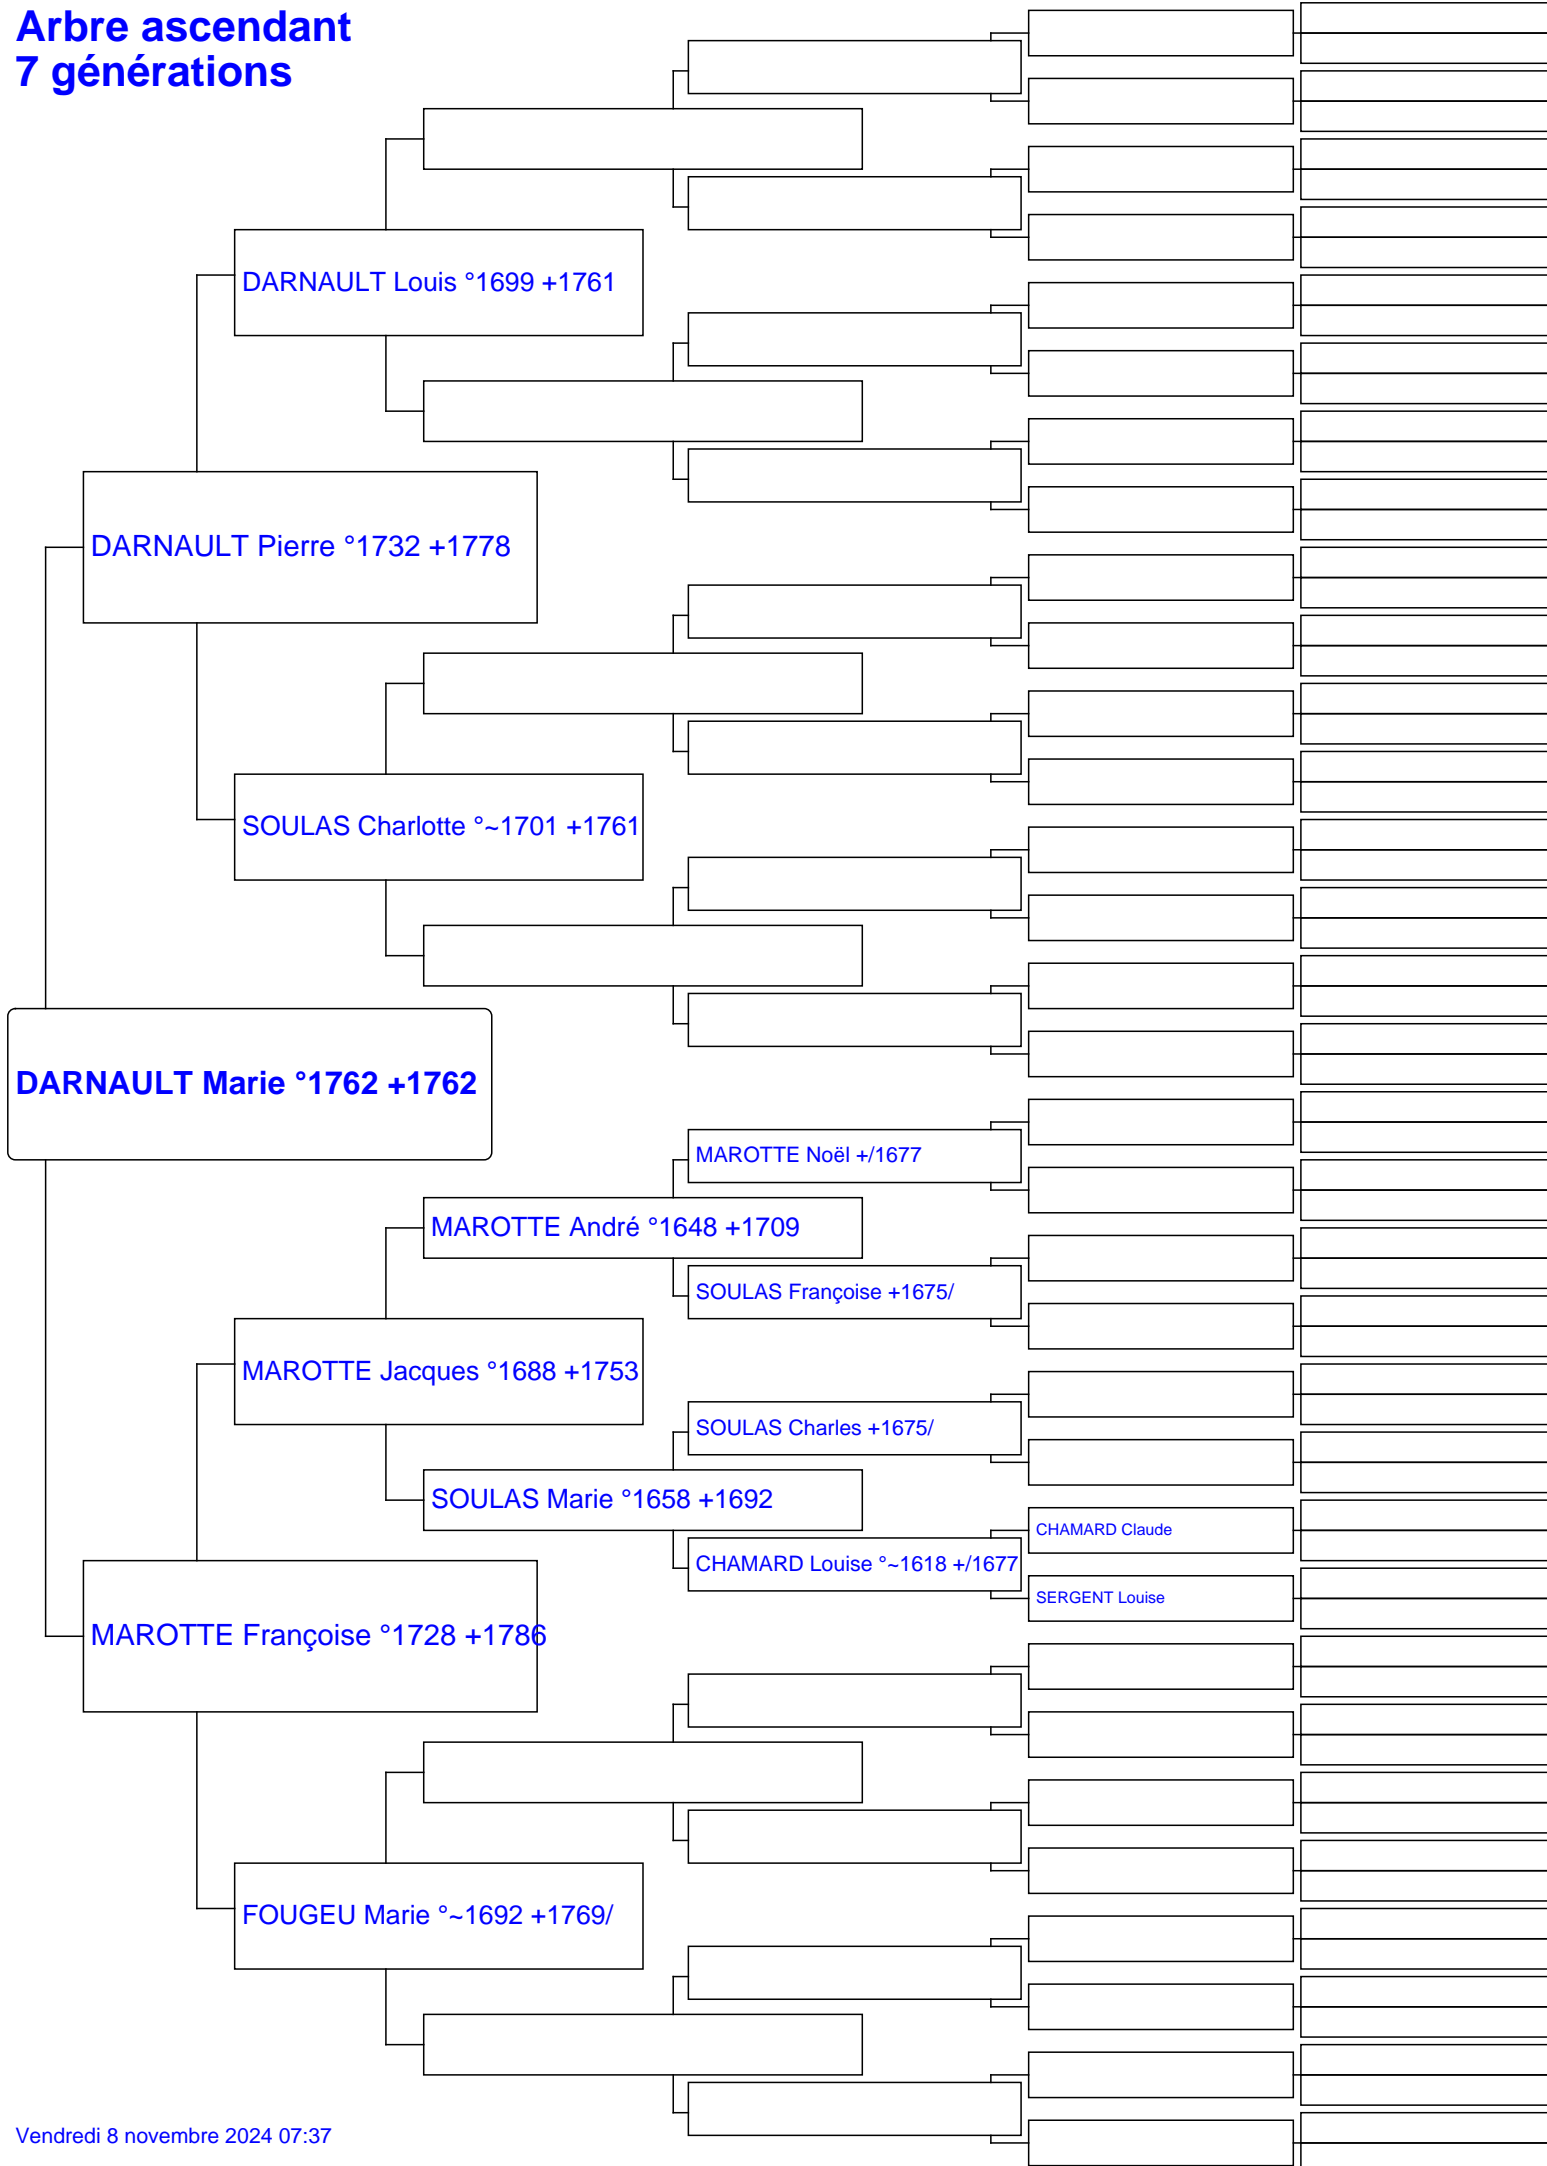 Arbre ascendant
7 générations
DARNAULT Louis °1699 +1761
DARNAULT Pierre °1732 +1778
SOULAS Charlotte °~1701 +1761
DARNAULT Marie °1762 +1762
MAROTTE Noël +/1677
MAROTTE André °1648 +1709
SOULAS Françoise +1675/
MAROTTE Jacques °1688 +1753
SOULAS Charles +1675/
SOULAS Marie °1658 +1692
CHAMARD Claude
CHAMARD Louise °~1618 +/1677
SERGENT Louise
MAROTTE Françoise °1728 +1786
FOUGEU Marie °~1692 +1769/
Vendredi 8 novembre 2024 07:37